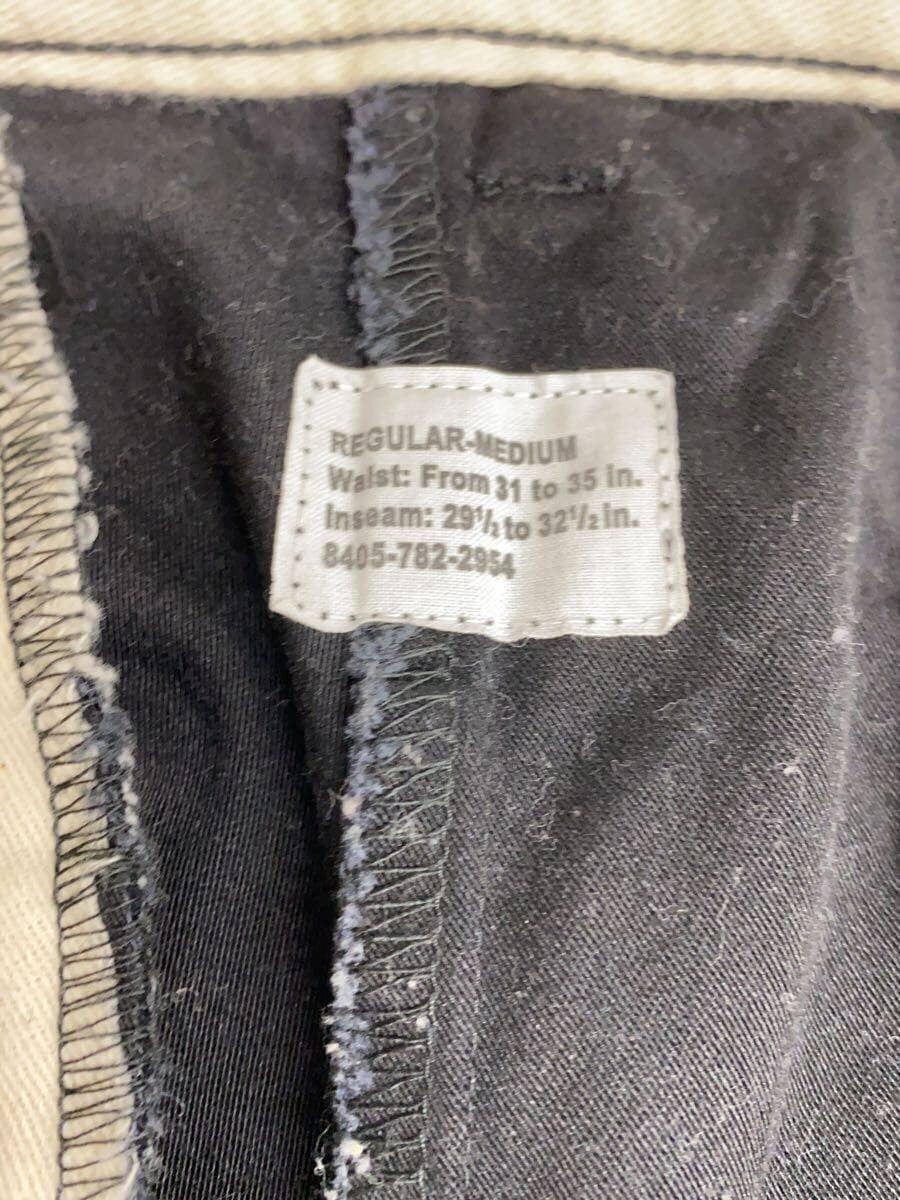 REGULAR-MEDIUM
Waist: From 31 to 35 in.
Inseam: 29½ to 32½ in.
8405-782-2954